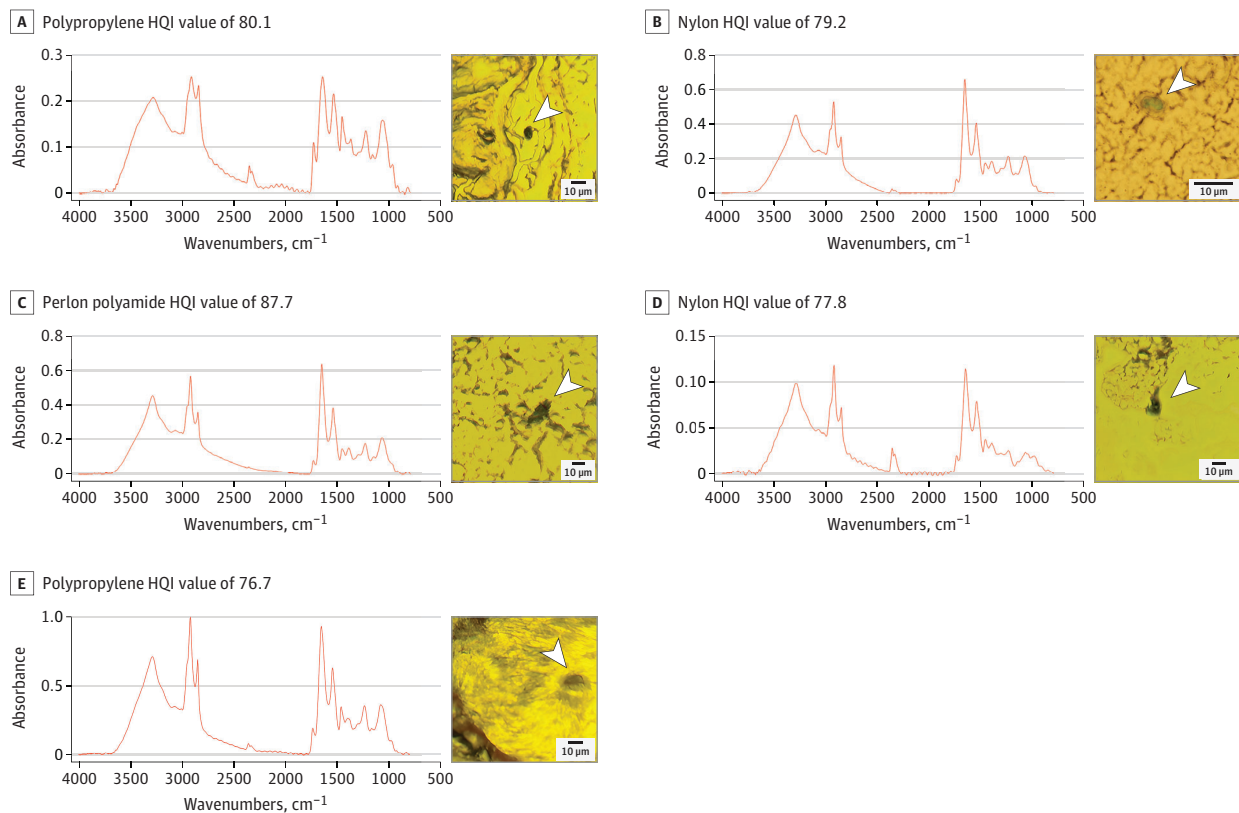 A Polypropylene HQI value of 80.1
0.3
0.2
0.1
0
Absorbance
4000 3500 3000 2500 2000 1500 1000 500
Wavenumbers, cm⁻¹
10 µm
B Nylon HQI value of 79.2
0.8
0.6
0.4
0.2
0
Absorbance
4000 3500 3000 2500 2000 1500 1000 500
Wavenumbers, cm⁻¹
10 µm
C Perlon polyamide HQI value of 87.7
0.8
0.6
0.4
0.2
0
Absorbance
4000 3500 3000 2500 2000 1500 1000 500
Wavenumbers, cm⁻¹
10 µm
D Nylon HQI value of 77.8
0.15
0.10
0.05
0
Absorbance
4000 3500 3000 2500 2000 1500 1000 500
Wavenumbers, cm⁻¹
10 µm
E Polypropylene HQI value of 76.7
1.0
0.5
0
Absorbance
4000 3500 3000 2500 2000 1500 1000 500
Wavenumbers, cm⁻¹
10 µm